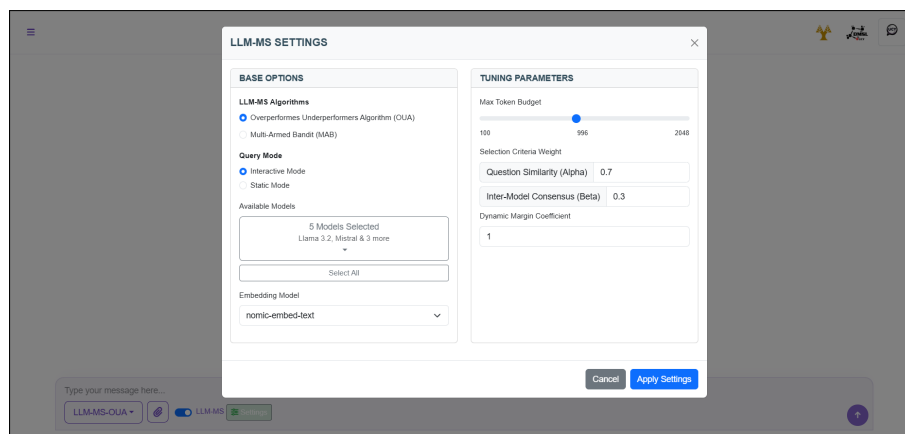 LLM-MS SETTINGS
BASE OPTIONS
LLM-MS Algorithms
Overperformes Underperformers Algorithm (OUA)
Multi-Armed Bandit (MAB)
Query Mode
Interactive Mode
Static Mode
Available Models
5 Models Selected
Llama 3.2, Mistral & 3 more
Select All
Embedding Model
nomic-embed-text
TUNING PARAMETERS
Max Token Budget
100 996 2048
Selection Criteria Weight
Question Similarity (Alpha) 0.7
Inter-Model Consensus (Beta) 0.3
Dynamic Margin Coefficient
1
Cancel Apply Settings
Type your message here...
LLM-MS-OUA LLM-MS Settings